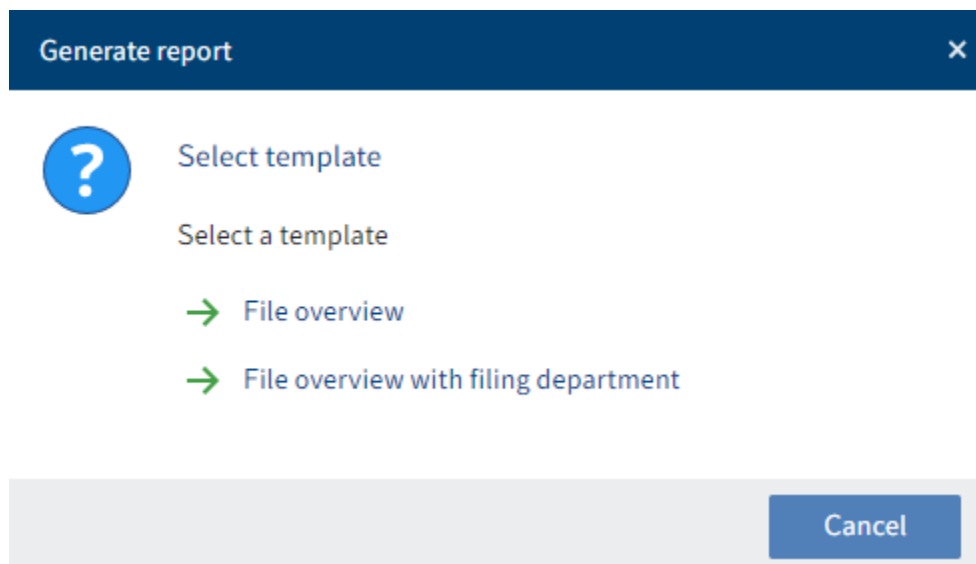 Generate report
Select template
Select a template
File overview
File overview with filing department
Cancel